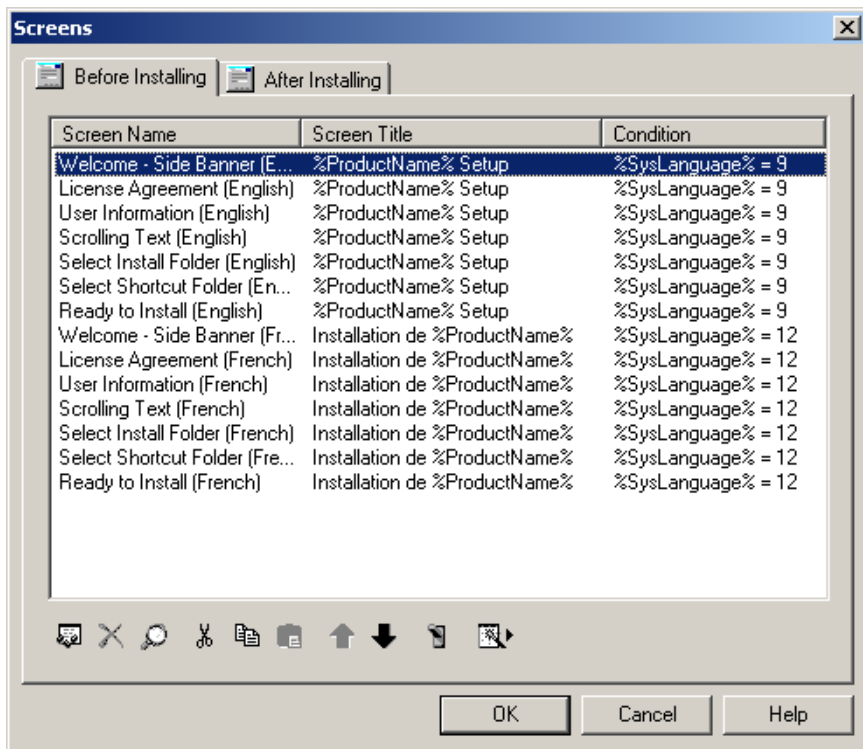 Screens
Before Installing After Installing
Screen Name Screen Title Condition
Welcome - Side Banner (E... %ProductName% Setup %SysLanguage% = 9
License Agreement (English) %ProductName% Setup %SysLanguage% = 9
User Information (English) %ProductName% Setup %SysLanguage% = 9
Scrolling Text (English) %ProductName% Setup %SysLanguage% = 9
Select Install Folder (English) %ProductName% Setup %SysLanguage% = 9
Select Shortcut Folder (En... %ProductName% Setup %SysLanguage% = 9
Ready to Install (English) %ProductName% Setup %SysLanguage% = 9
Welcome - Side Banner (Fr... Installation de %ProductName% %SysLanguage% = 12
License Agreement (French) Installation de %ProductName% %SysLanguage% = 12
User Information (French) Installation de %ProductName% %SysLanguage% = 12
Scrolling Text (French) Installation de %ProductName% %SysLanguage% = 12
Select Install Folder (French) Installation de %ProductName% %SysLanguage% = 12
Select Shortcut Folder (Fre... Installation de %ProductName% %SysLanguage% = 12
Ready to Install (French) Installation de %ProductName% %SysLanguage% = 12
OK Cancel Help